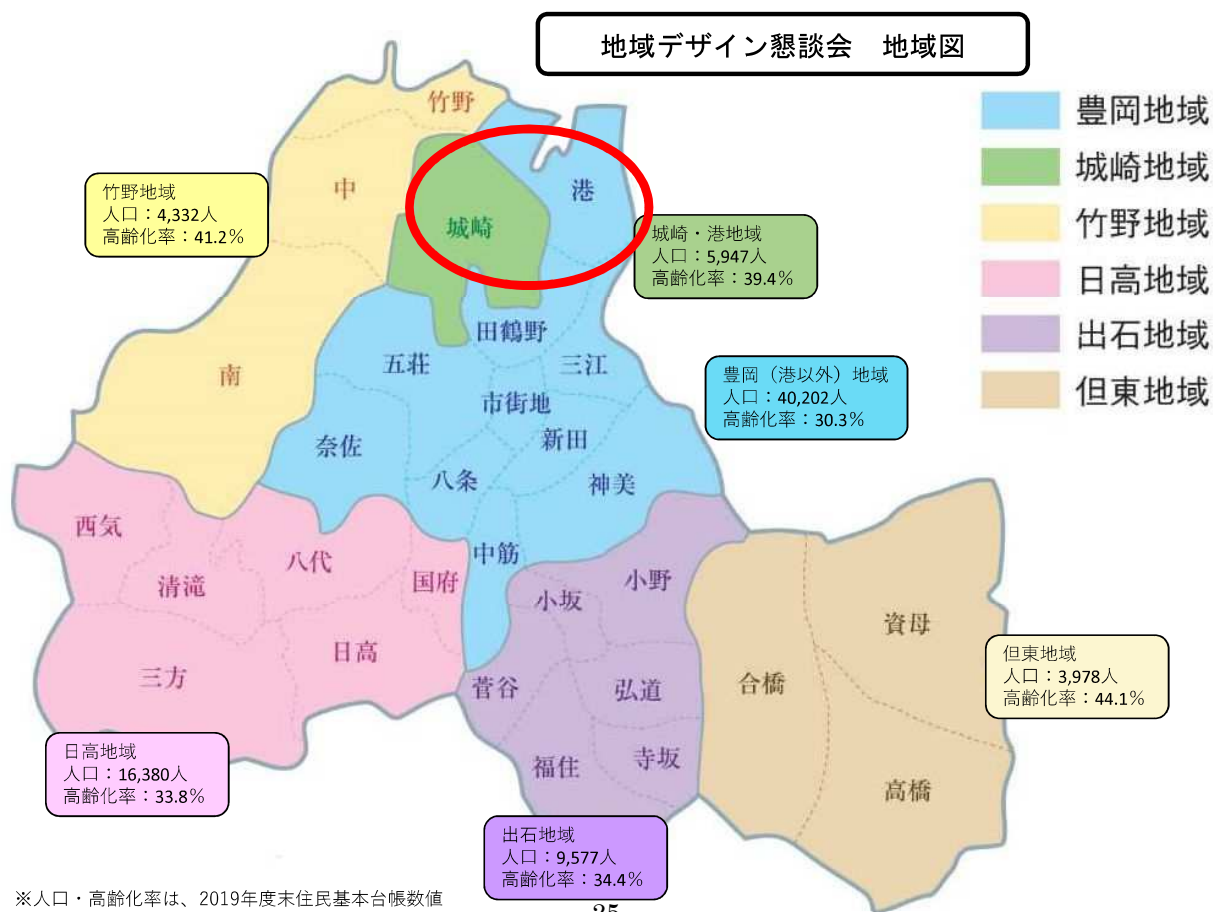 地域デザイン懇談会　地域図
豊岡地域
城崎地域
竹野地域
日高地域
出石地域
但東地域
竹野
中
南
港
城崎
竹野地域
人口：4,332人
高齢化率：41.2％
城崎・港地域
人口：5,947人
高齢化率：39.4％
田鶴野
五荘
三江
市街地
新田
奈佐
八条
神美
中筋
豊岡（港以外）地域
人口：40,202人
高齢化率：30.3％
西気
清滝
八代
国府
日高
三方
小野
小坂
菅谷
弘道
福住
寺坂
合橋
資母
高橋
但東地域
人口：3,978人
高齢化率：44.1％
日高地域
人口：16,380人
高齢化率：33.8％
出石地域
人口：9,577人
高齢化率：34.4％
※人口・高齢化率は、2019年度末住民基本台帳数値
25